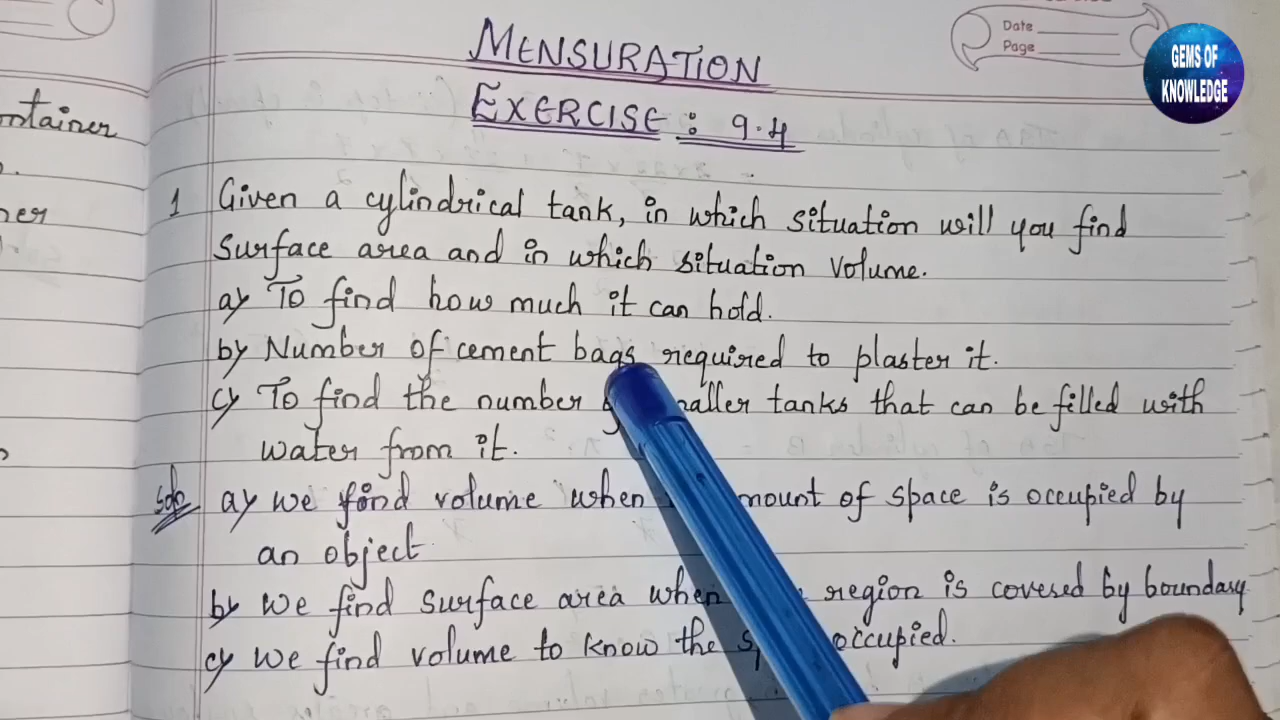 Date
Page
GEMS OF
KNOWLEDGE
MENSURATION
EXERCISE : 9.4
ontainer
ner
1 Given a cylindrical tank, in which situation will you find
Surface area and in which situation volume.
a) To find how much it can hold.
b) Number of cement bags required to plaster it.
c) To find the number smaller tanks that can be filled with
water from it.
Soln a) we find volume when amount of space is occupied by
an object
b) we find surface area when region is covered by boundary
c) we find volume to know the occupied.